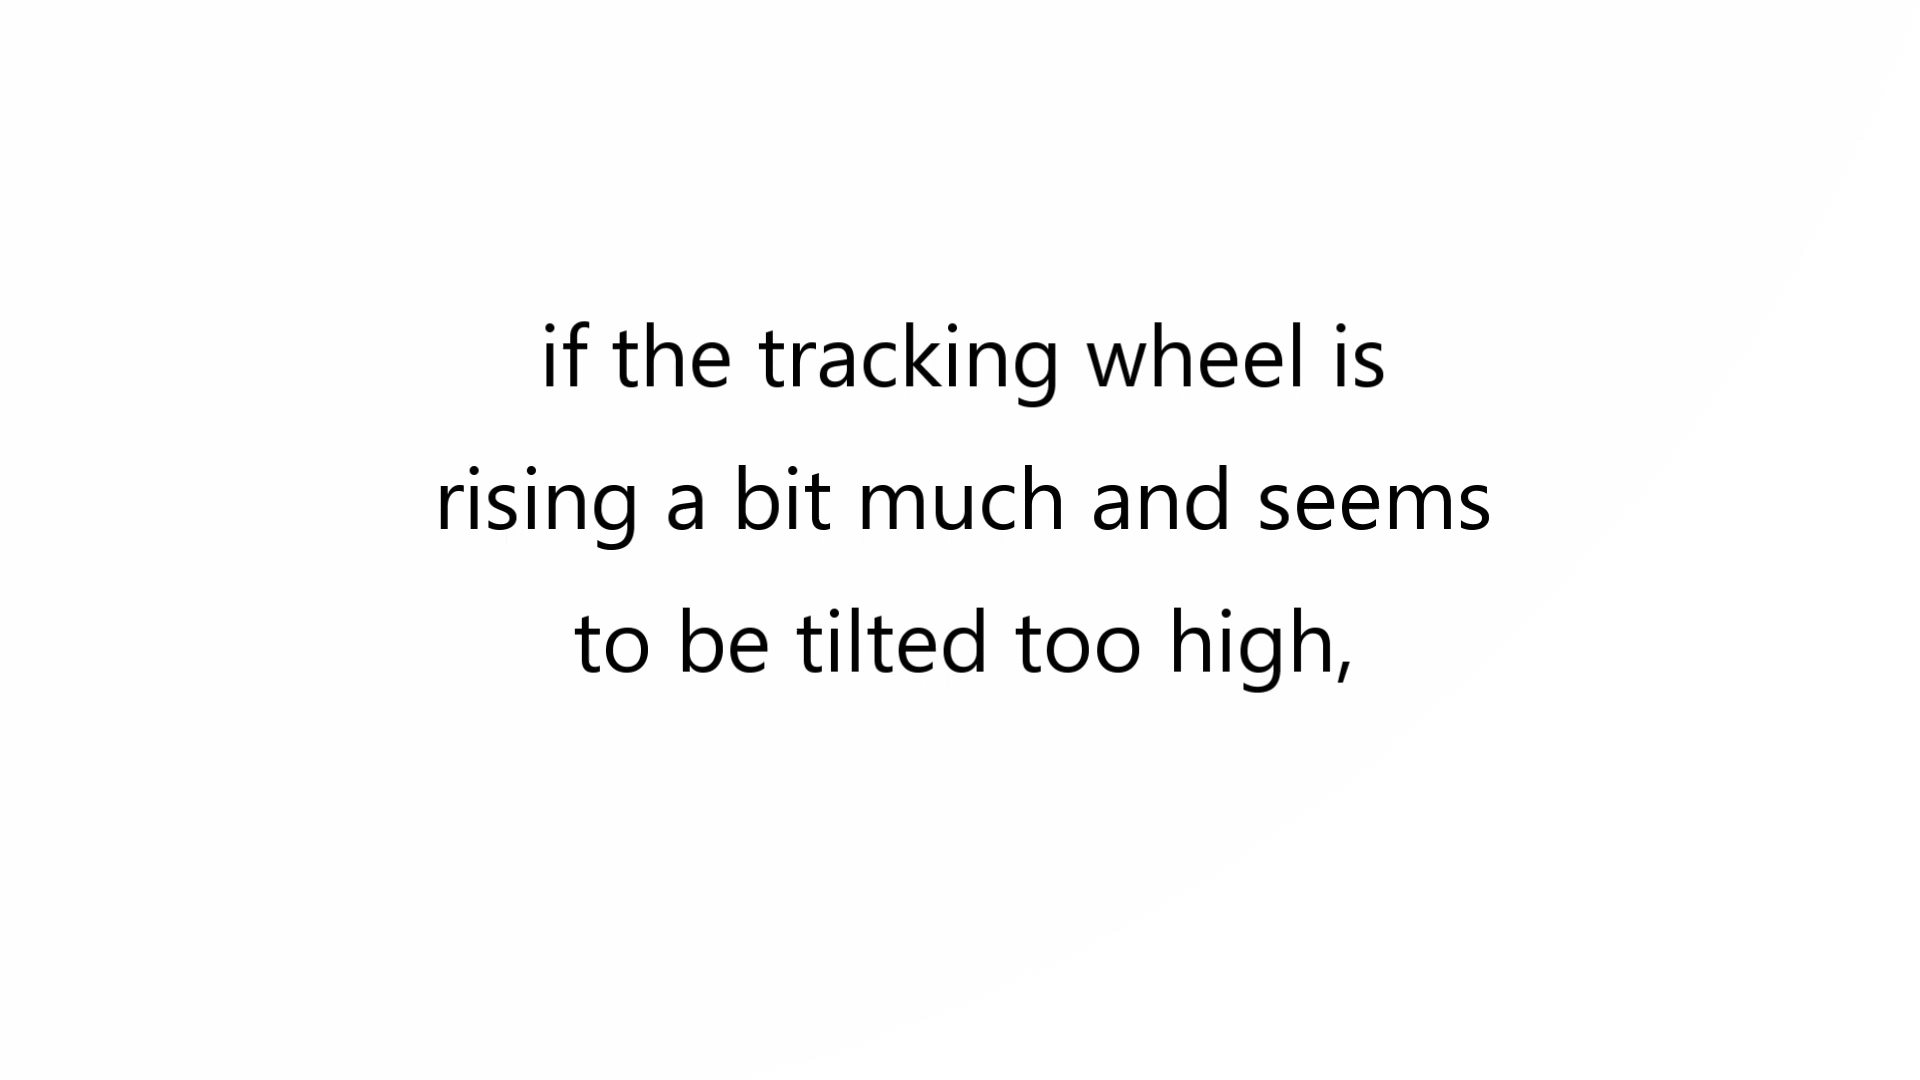 if the tracking wheel is
rising a bit much and seems
to be tilted too high,